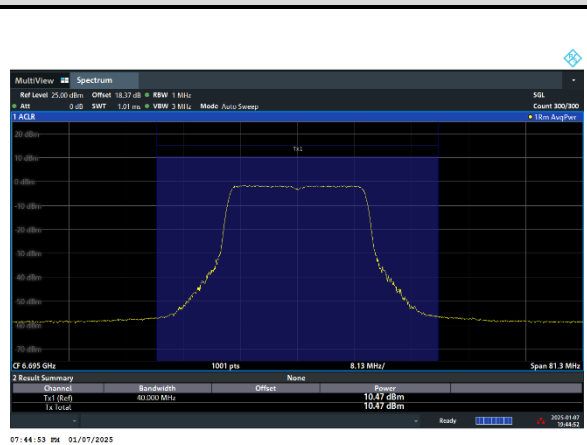 MultiView Spectrum
Ref Level 25.00 dBm Offset 18.37 dB RBW 1 MHz SGL
Att 0 dB SWT 1.01 ms VBW 3 MHz Mode Auto Sweep Count 300/300
1 ACLR 1Rm AvgPwr
Tx1
20 dBm
10 dBm
0 dBm
-10 dBm
-20 dBm
-30 dBm
-40 dBm
-50 dBm
-60 dBm
-70 dBm
CF 6.695 GHz 1001 pts 8.13 MHz/ Span 81.3 MHz
2 Result Summary None
Channel Bandwidth Offset Power
Tx1 (Ref) 40.000 MHz 10.47 dBm
Tx Total 10.47 dBm
Ready 2025-01-07
19:44:52
07:44:53 PM 01/07/2025